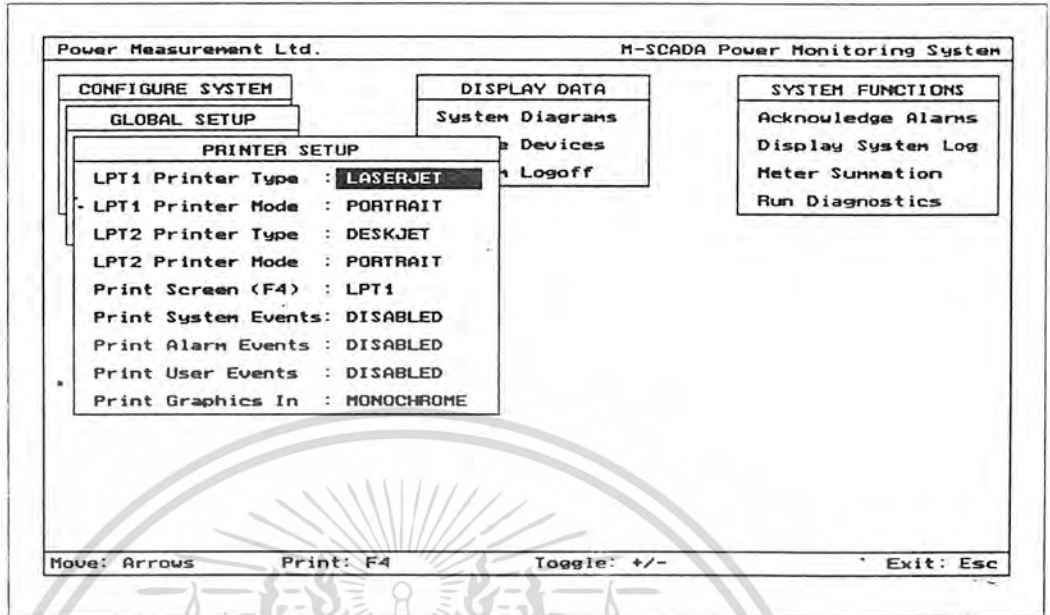 Power Measurement Ltd. M-SCADA Power Monitoring System
CONFIGURE SYSTEM
GLOBAL SETUP
PRINTER SETUP
LPT1 Printer Type : LASERJET
LPT1 Printer Mode : PORTRAIT
LPT2 Printer Type : DESKJET
LPT2 Printer Mode : PORTRAIT
Print Screen (F4) : LPT1
Print System Events: DISABLED
Print Alarm Events : DISABLED
Print User Events : DISABLED
Print Graphics In : MONOCHROME
DISPLAY DATA
System Diagrams
Devices
Logoff
SYSTEM FUNCTIONS
Acknowledge Alarms
Display System Log
Meter Summation
Run Diagnostics
Move: Arrows Print: F4 Toggle: +/- Exit: Esc